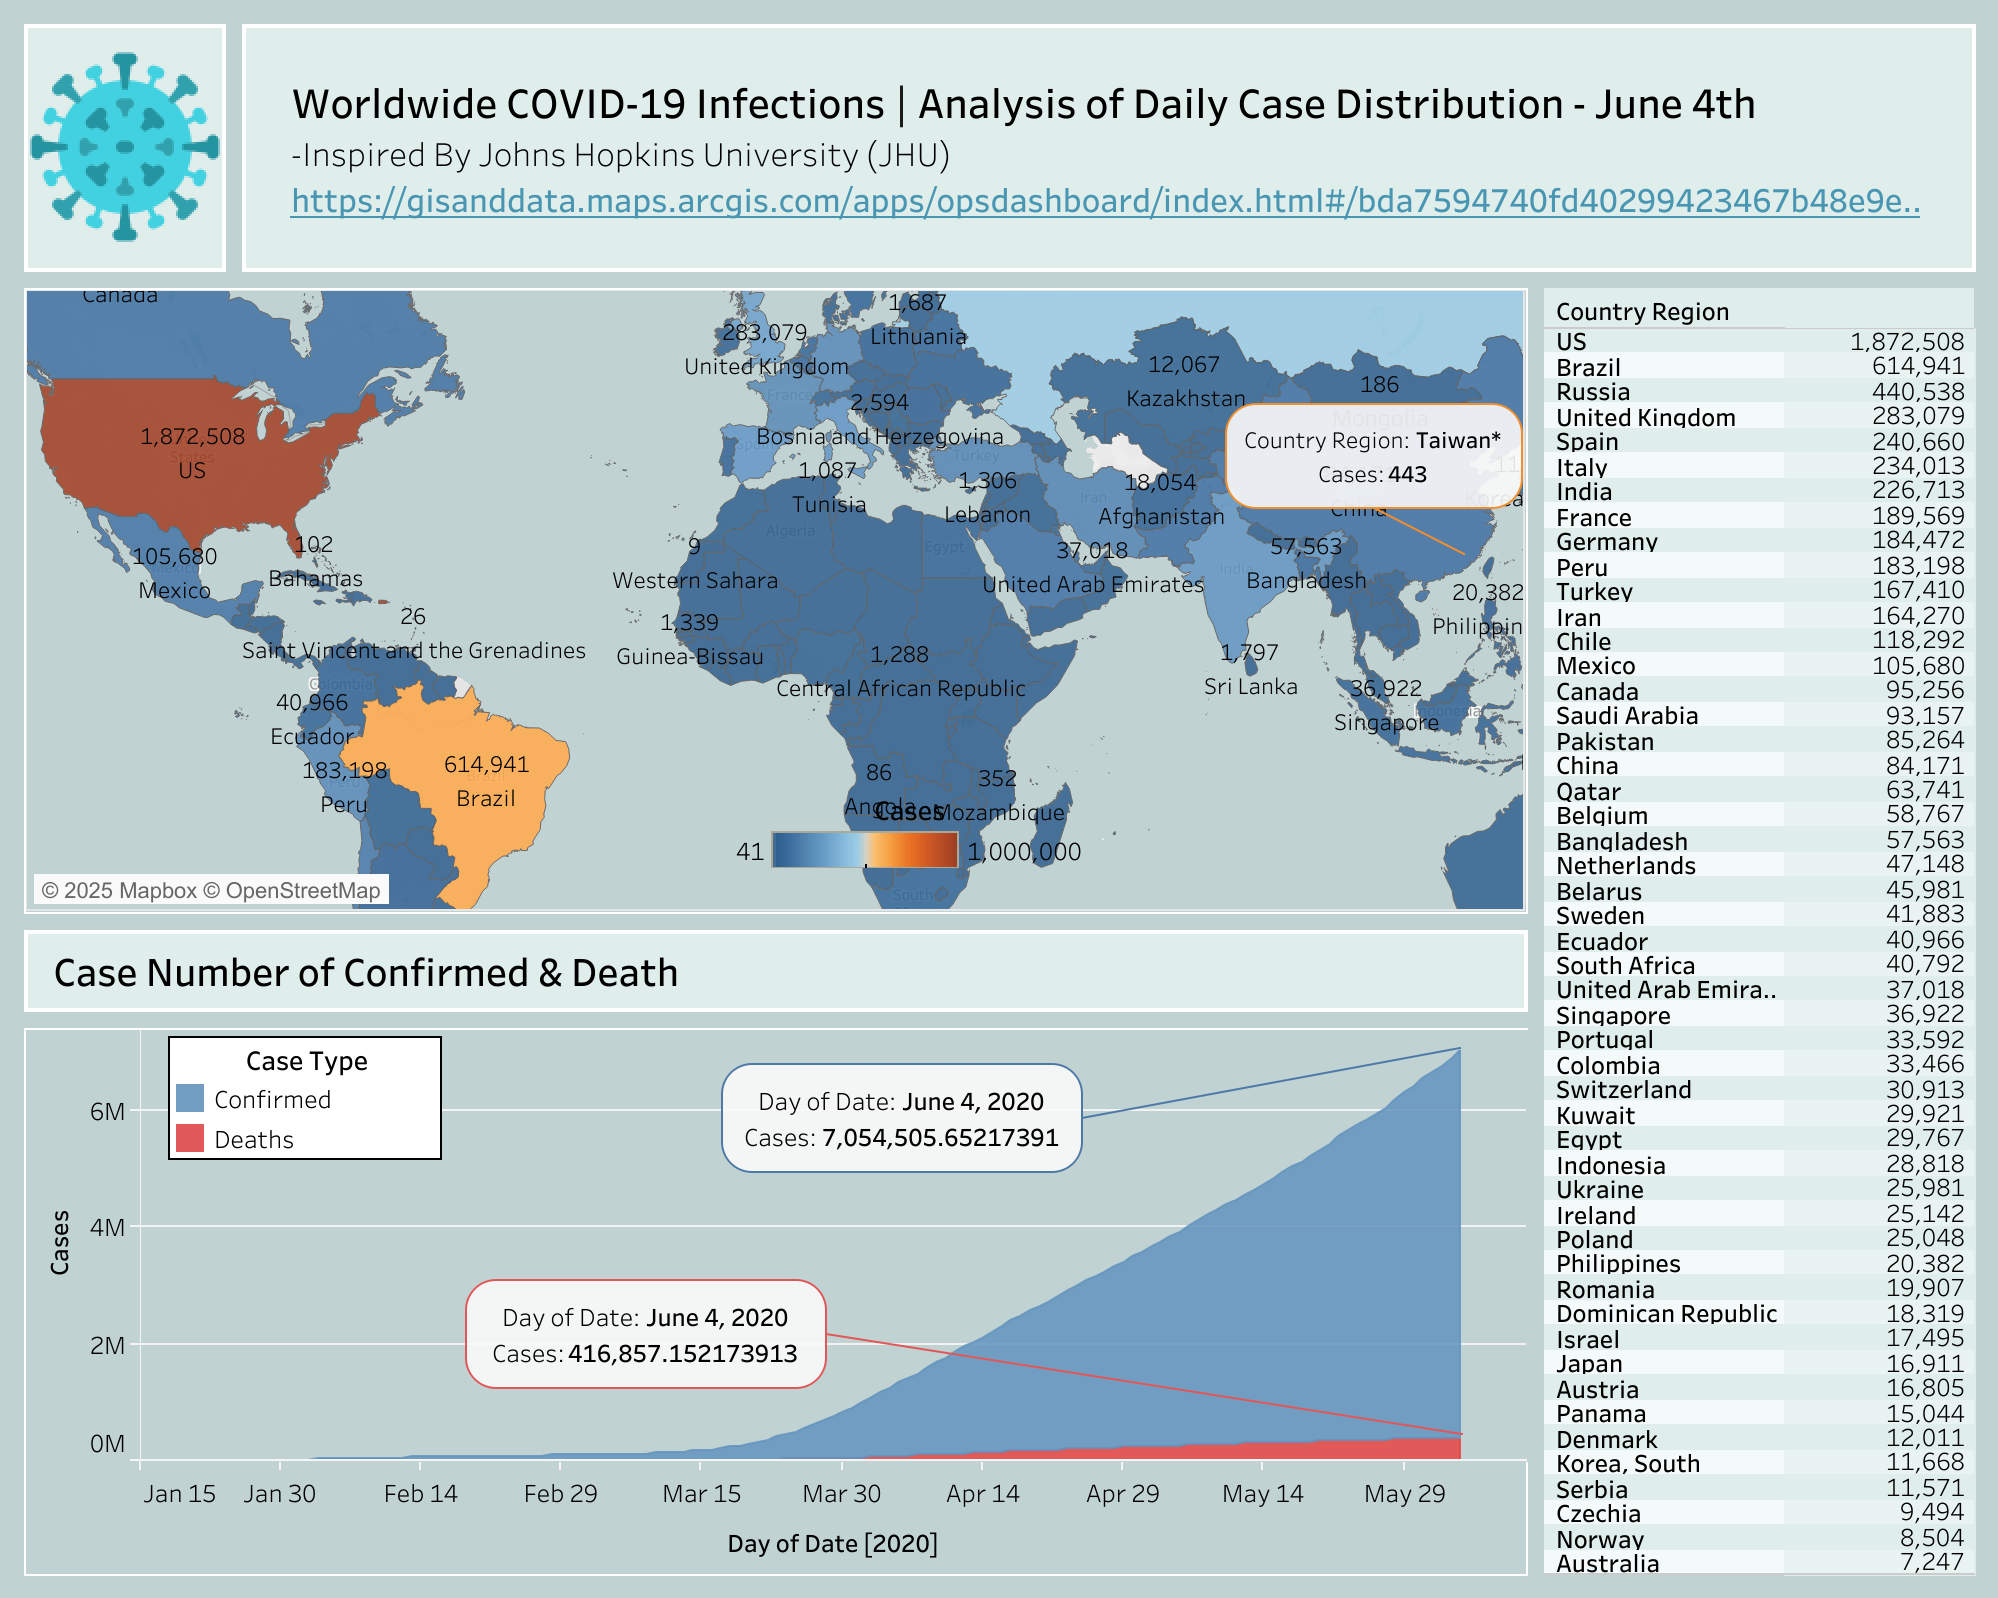 Worldwide COVID-19 Infections | Analysis of Daily Case Distribution - June 4th
-Inspired By Johns Hopkins University (JHU)
https://gisanddata.maps.arcgis.com/apps/opsdashboard/index.html#/bda7594740fd40299423467b48e9e..
Canada
1,687
Lithuania
283,079
United Kingdom
France
12,067
Kazakhstan
186
Mongolia
2,594
Bosnia and Herzegovina
Spain
Turkey
1,872,508
States
US
Country Region: Taiwan*
Cases: 443
1,087
Tunisia
1,306
Lebanon
Iran
18,054
Afghanistan
China
Korea
Algeria
Egypt
102
Bahamas
105,680
Mexico
Mexico
9
Western Sahara
37,018
United Arab Emirates
India
57,563
Bangladesh
20,382
Philippin
26
Saint Vincent and the Grenadines
1,339
Guinea-Bissau
1,288
Central African Republic
1,797
Sri Lanka
36,922
Singapore
Indonesia
Colombia
40,966
Ecuador
183,198
Peru
Peru
614,941
Brazil
Brazil
86
Angola
352
Mozambique
Cases
41
1,000,000
South
© 2025 Mapbox © OpenStreetMap
Country Region
US 1,872,508
Brazil 614,941
Russia 440,538
United Kingdom 283,079
Spain 240,660
Italy 234,013
India 226,713
France 189,569
Germany 184,472
Peru 183,198
Turkey 167,410
Iran 164,270
Chile 118,292
Mexico 105,680
Canada 95,256
Saudi Arabia 93,157
Pakistan 85,264
China 84,171
Qatar 63,741
Belgium 58,767
Bangladesh 57,563
Netherlands 47,148
Belarus 45,981
Sweden 41,883
Ecuador 40,966
South Africa 40,792
United Arab Emira.. 37,018
Singapore 36,922
Portugal 33,592
Colombia 33,466
Switzerland 30,913
Kuwait 29,921
Egypt 29,767
Indonesia 28,818
Ukraine 25,981
Ireland 25,142
Poland 25,048
Philippines 20,382
Romania 19,907
Dominican Republic 18,319
Israel 17,495
Japan 16,911
Austria 16,805
Panama 15,044
Denmark 12,011
Korea, South 11,668
Serbia 11,571
Czechia 9,494
Norway 8,504
Australia 7,247
Case Number of Confirmed & Death
Case Type
Confirmed
Deaths
Day of Date: June 4, 2020
Cases: 7,054,505.65217391
Day of Date: June 4, 2020
Cases: 416,857.152173913
Cases
6M
4M
2M
0M
Jan 15
Jan 30
Feb 14
Feb 29
Mar 15
Mar 30
Apr 14
Apr 29
May 14
May 29
Day of Date [2020]